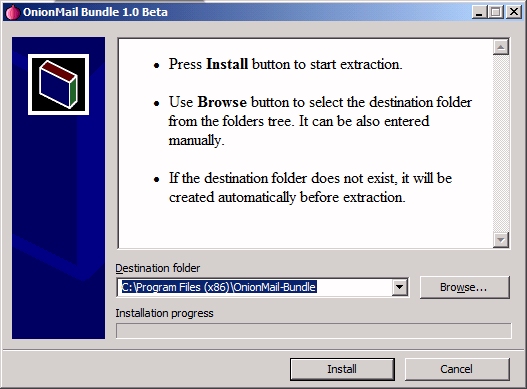 OnionMail Bundle 1.0 Beta
• Press Install button to start extraction.
• Use Browse button to select the destination folder
from the folders tree. It can be also entered
manually.
• If the destination folder does not exist, it will be
created automatically before extraction.
Destination folder
C:\Program Files (x86)\OnionMail-Bundle
Browse...
Installation progress
Install
Cancel